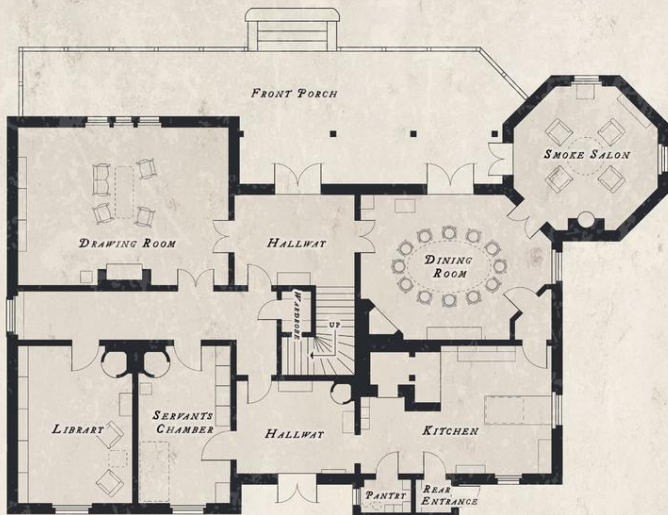 FRONT PORCH
SMOKE SALON
DRAWING ROOM
HALLWAY
DINING
ROOM
WARDROBE
UP
LIBRARY
SERVANTS
CHAMBER
HALLWAY
KITCHEN
PANTRY
REAR
ENTRANCE